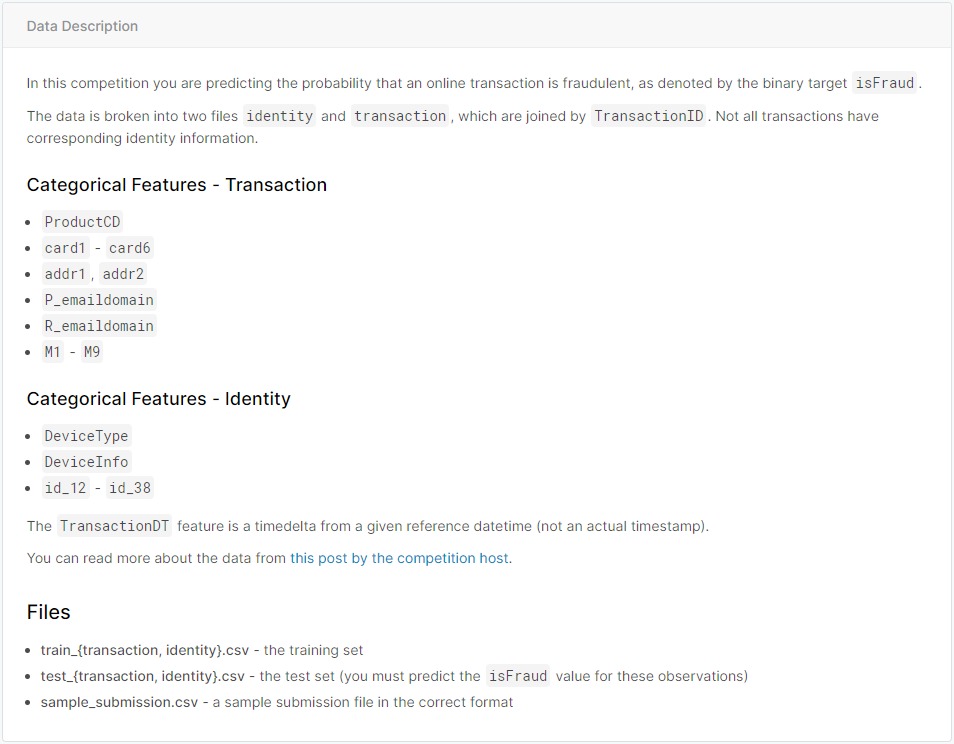 Data Description
In this competition you are predicting the probability that an online transaction is fraudulent, as denoted by the binary target isFraud.
The data is broken into two files identity and transaction, which are joined by TransactionID. Not all transactions have
corresponding identity information.
Categorical Features - Transaction
• ProductCD
• card1 - card6
• addr1, addr2
• P_emaildomain
• R_emaildomain
• M1 - M9
Categorical Features - Identity
• DeviceType
• DeviceInfo
• id_12 - id_38
The TransactionDT feature is a timedelta from a given reference datetime (not an actual timestamp).
You can read more about the data from this post by the competition host.
Files
• train_{transaction, identity}.csv - the training set
• test_{transaction, identity}.csv - the test set (you must predict the isFraud value for these observations)
• sample_submission.csv - a sample submission file in the correct format